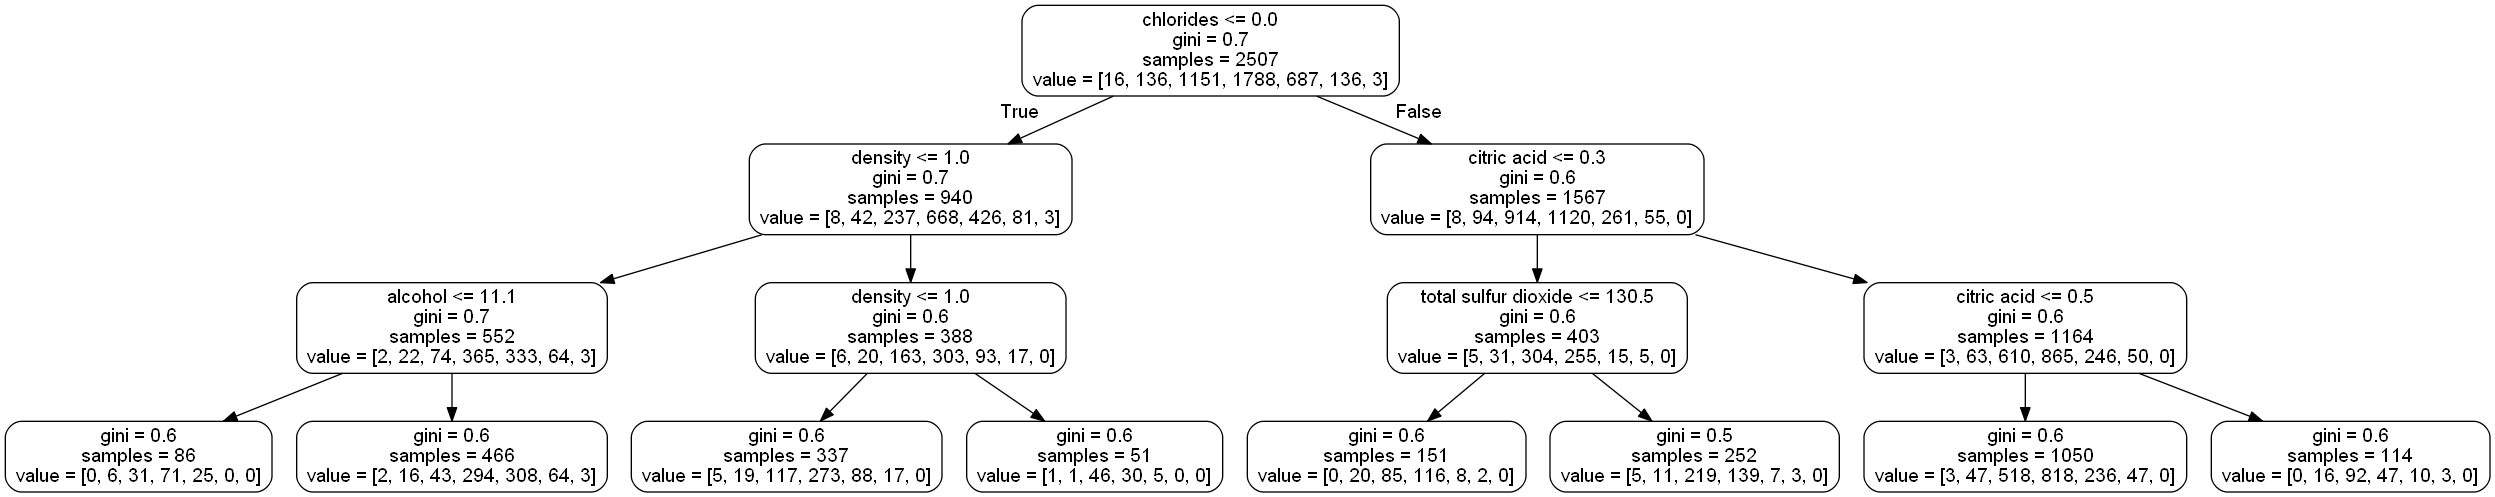 chlorides <= 0.0
gini = 0.7
samples = 2507
value = [16, 136, 1151, 1788, 687, 136, 3]
True
False
density <= 1.0
gini = 0.7
samples = 940
value = [8, 42, 237, 668, 426, 81, 3]
citric acid <= 0.3
gini = 0.6
samples = 1567
value = [8, 94, 914, 1120, 261, 55, 0]
alcohol <= 11.1
gini = 0.7
samples = 552
value = [2, 22, 74, 365, 333, 64, 3]
density <= 1.0
gini = 0.6
samples = 388
value = [6, 20, 163, 303, 93, 17, 0]
total sulfur dioxide <= 130.5
gini = 0.6
samples = 403
value = [5, 31, 304, 255, 15, 5, 0]
citric acid <= 0.5
gini = 0.6
samples = 1164
value = [3, 63, 610, 865, 246, 50, 0]
gini = 0.6
samples = 86
value = [0, 6, 31, 71, 25, 0, 0]
gini = 0.6
samples = 466
value = [2, 16, 43, 294, 308, 64, 3]
gini = 0.6
samples = 337
value = [5, 19, 117, 273, 88, 17, 0]
gini = 0.6
samples = 51
value = [1, 1, 46, 30, 5, 0, 0]
gini = 0.6
samples = 151
value = [0, 20, 85, 116, 8, 2, 0]
gini = 0.5
samples = 252
value = [5, 11, 219, 139, 7, 3, 0]
gini = 0.6
samples = 1050
value = [3, 47, 518, 818, 236, 47, 0]
gini = 0.6
samples = 114
value = [0, 16, 92, 47, 10, 3, 0]